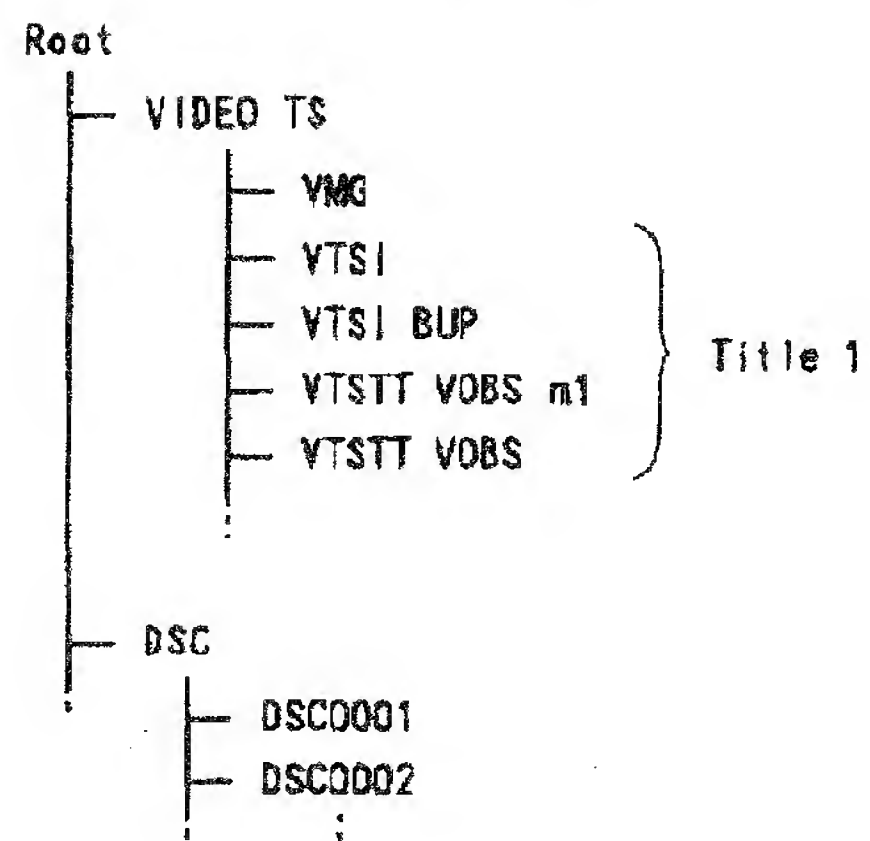 Root
VIDEO TS
VMG
VTSI
VTSI BUP
VTSTT VOBS m1
VTSTT VOBS
Title 1
DSC
DSC0001
DSC0002